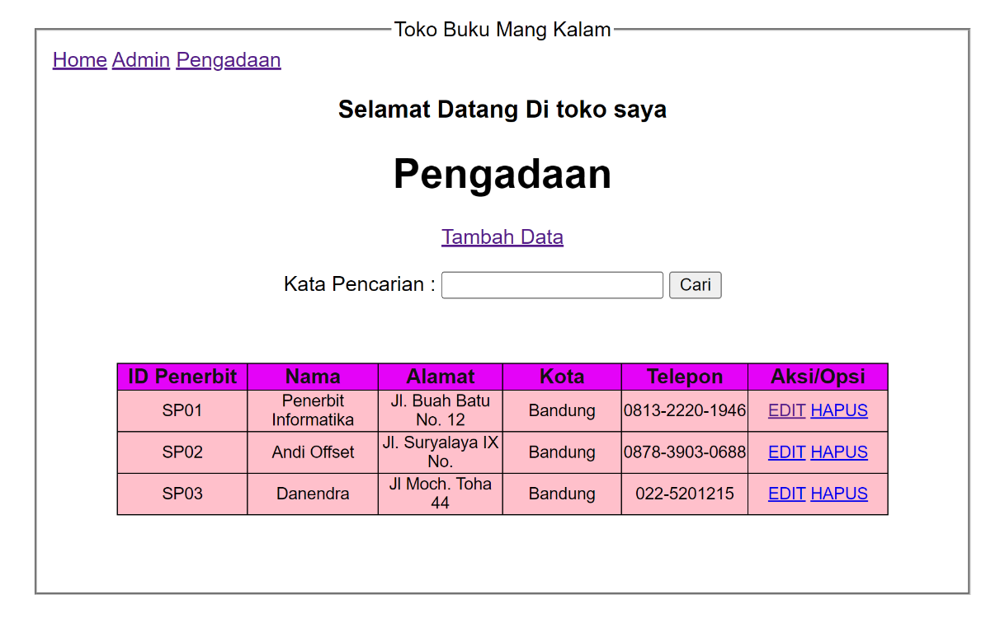 Toko Buku Mang Kalam
Home Admin Pengadaan
Selamat Datang Di toko saya
Pengadaan
Tambah Data
Kata Pencarian : Cari
ID Penerbit Nama Alamat Kota Telepon Aksi/Opsi
SP01 Penerbit Informatika Jl. Buah Batu No. 12 Bandung 0813-2220-1946 EDIT HAPUS
SP02 Andi Offset Jl. Suryalaya IX No. Bandung 0878-3903-0688 EDIT HAPUS
SP03 Danendra Jl Moch. Toha 44 Bandung 022-5201215 EDIT HAPUS